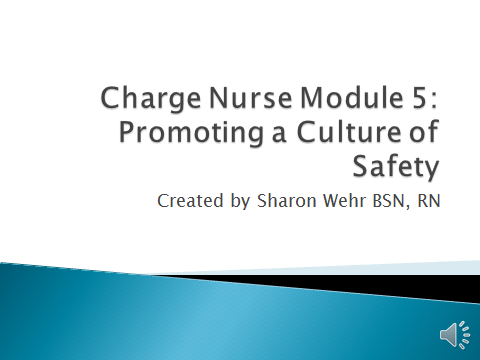 Charge Nurse Module 5:
Promoting a Culture of
Safety
Created by Sharon Wehr BSN, RN